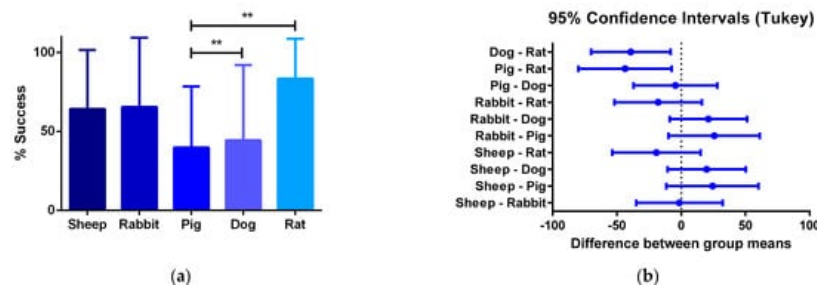 % Success
100
50
0
**
**
Sheep
Rabbit
Pig
Dog
Rat
(a)
95% Confidence Intervals (Tukey)
Dog - Rat
Pig - Rat
Pig - Dog
Rabbit - Rat
Rabbit - Dog
Rabbit - Pig
Sheep - Rat
Sheep - Dog
Sheep - Pig
Sheep - Rabbit
-100
-50
0
50
100
Difference between group means
(b)